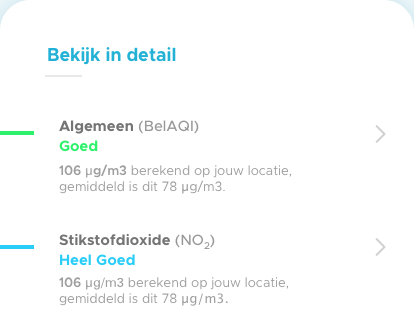 Bekijk in detail
Algemeen (BelAQI)
Goed
106 µg/m3 berekend op jouw locatie,
gemiddeld is dit 78 µg/m3.
Stikstofdioxide (NO₂)
Heel Goed
106 µg/m3 berekend op jouw locatie,
gemiddeld is dit 78 µg/m3.